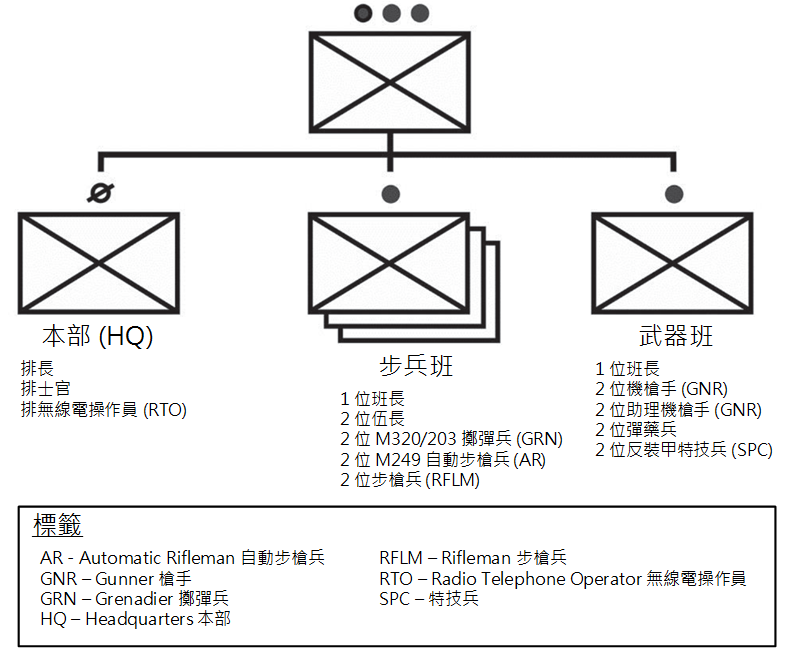 本部 (HQ)
排長
排士官
排無線電操作員 (RTO)
步兵班
1 位班長
2 位伍長
2 位 M320/203 擲彈兵 (GRN)
2 位 M249 自動步槍兵 (AR)
2 位步槍兵 (RFLM)
武器班
1 位班長
2 位機槍手 (GNR)
2 位助理機槍手 (GNR)
2 位彈藥兵
2 位反裝甲特技兵 (SPC)
標籤
AR - Automatic Rifleman 自動步槍兵
GNR – Gunner 槍手
GRN – Grenadier 擲彈兵
HQ – Headquarters 本部
RFLM – Rifleman 步槍兵
RTO – Radio Telephone Operator 無線電操作員
SPC – 特技兵